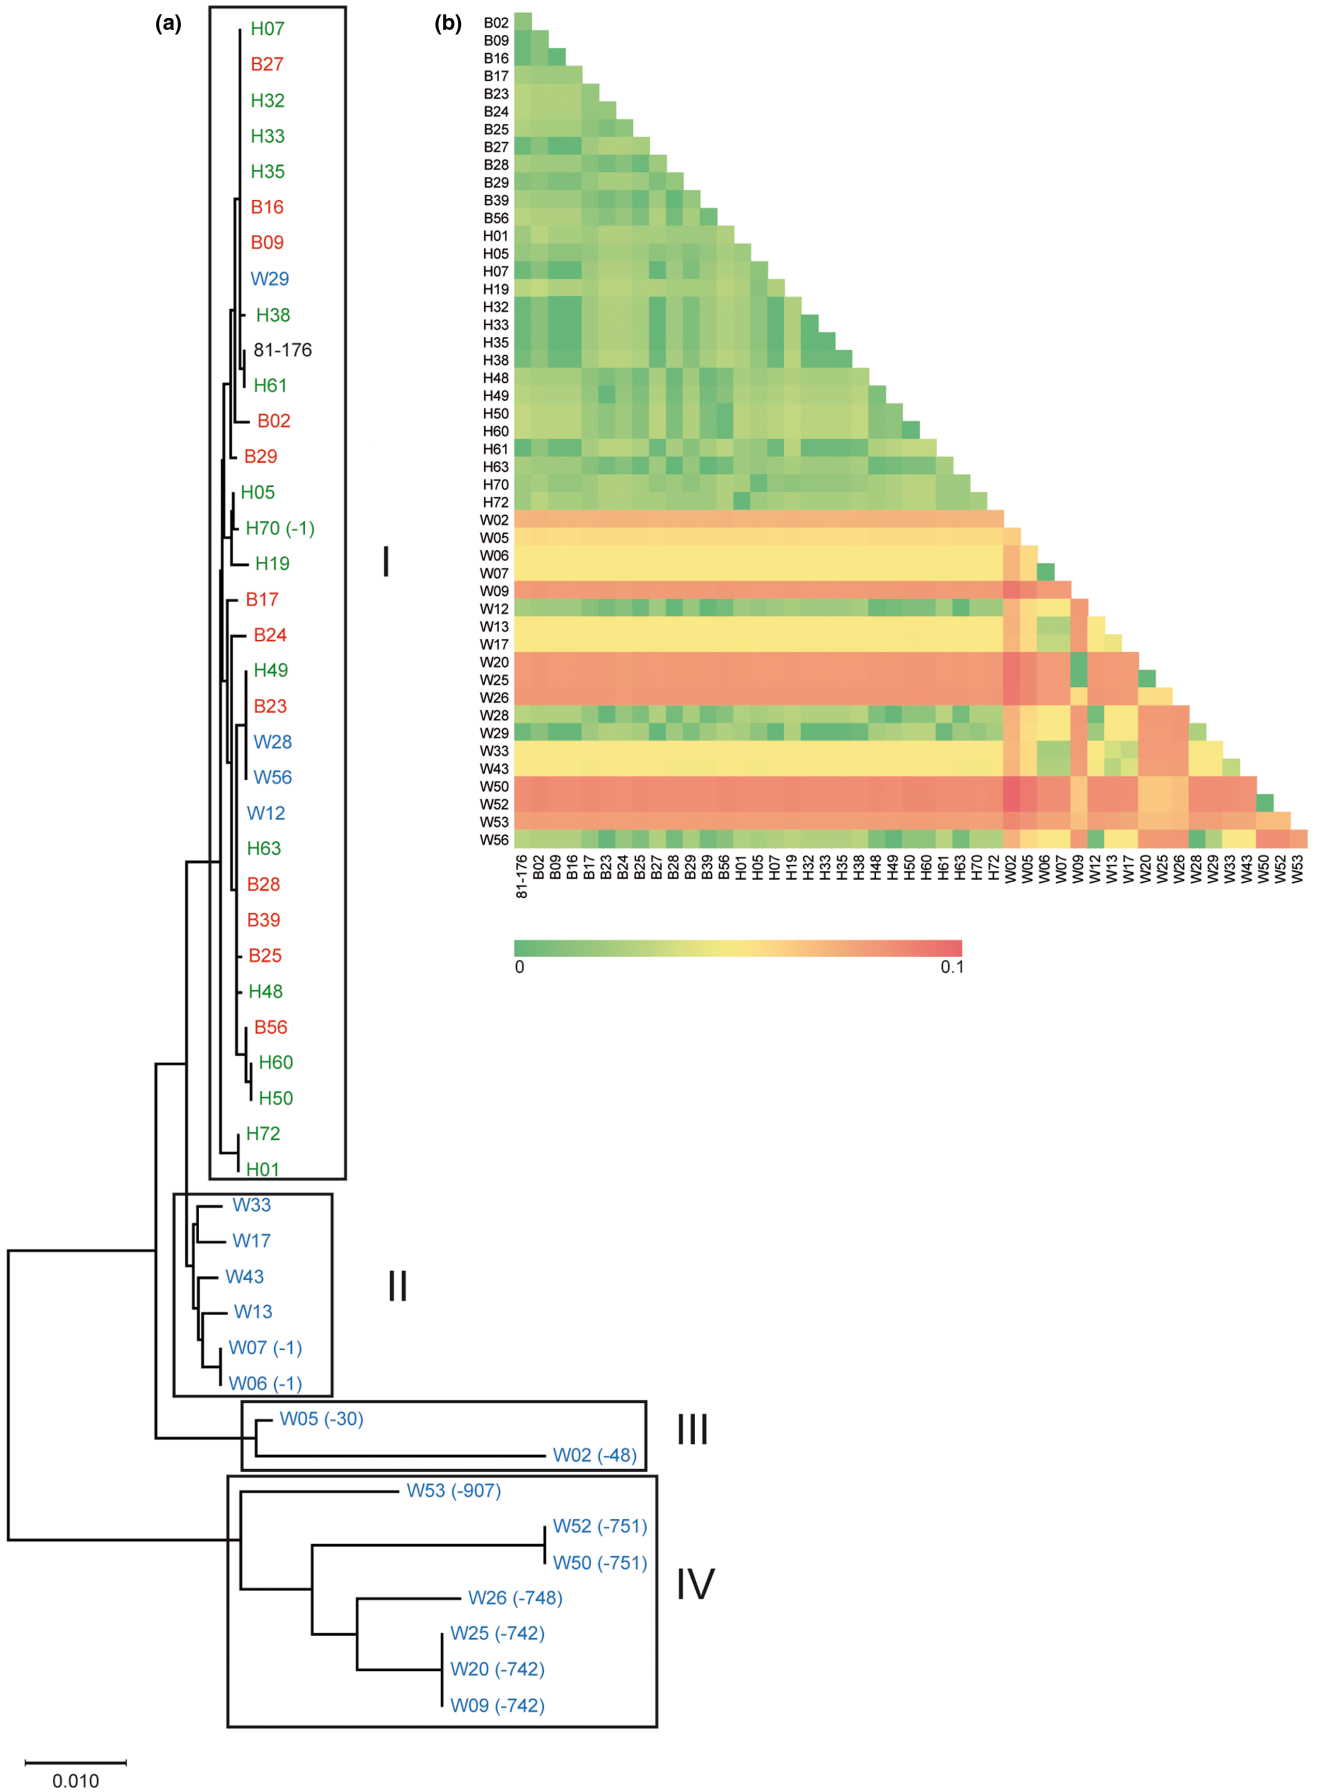 (a)
H07
B27
H32
H33
H35
B16
B09
W29
H38
81-176
H61
B02
B29
H05
H70 (-1)
H19
B17
B24
H49
B23
W28
W56
W12
H63
B28
B39
B25
H48
B56
H60
H50
H72
H01
I
W33
W17
W43
W13
W07 (-1)
W06 (-1)
II
W05 (-30)
W02 (-48)
III
W53 (-907)
W52 (-751)
W50 (-751)
W26 (-748)
W25 (-742)
W20 (-742)
W09 (-742)
IV
0.010
(b)
B02
B09
B16
B17
B23
B24
B25
B27
B28
B29
B39
B56
H01
H05
H07
H19
H32
H33
H35
H38
H48
H49
H50
H60
H61
H63
H70
H72
W02
W05
W06
W07
W09
W12
W13
W17
W20
W25
W26
W28
W29
W33
W43
W50
W52
W53
W56
81-176
B02
B09
B16
B17
B23
B24
B25
B27
B28
B29
B39
B56
H01
H05
H07
H19
H32
H33
H35
H38
H48
H49
H50
H60
H61
H63
H70
H72
W02
W05
W06
W07
W09
W12
W13
W17
W20
W25
W26
W28
W29
W33
W43
W50
W52
W53
0 0.1